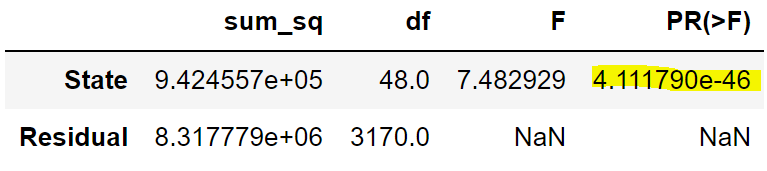 sum_sq df F PR(>F)
State 9.424557e+05 48.0 7.482929 4.111790e-46
Residual 8.317779e+06 3170.0 NaN NaN